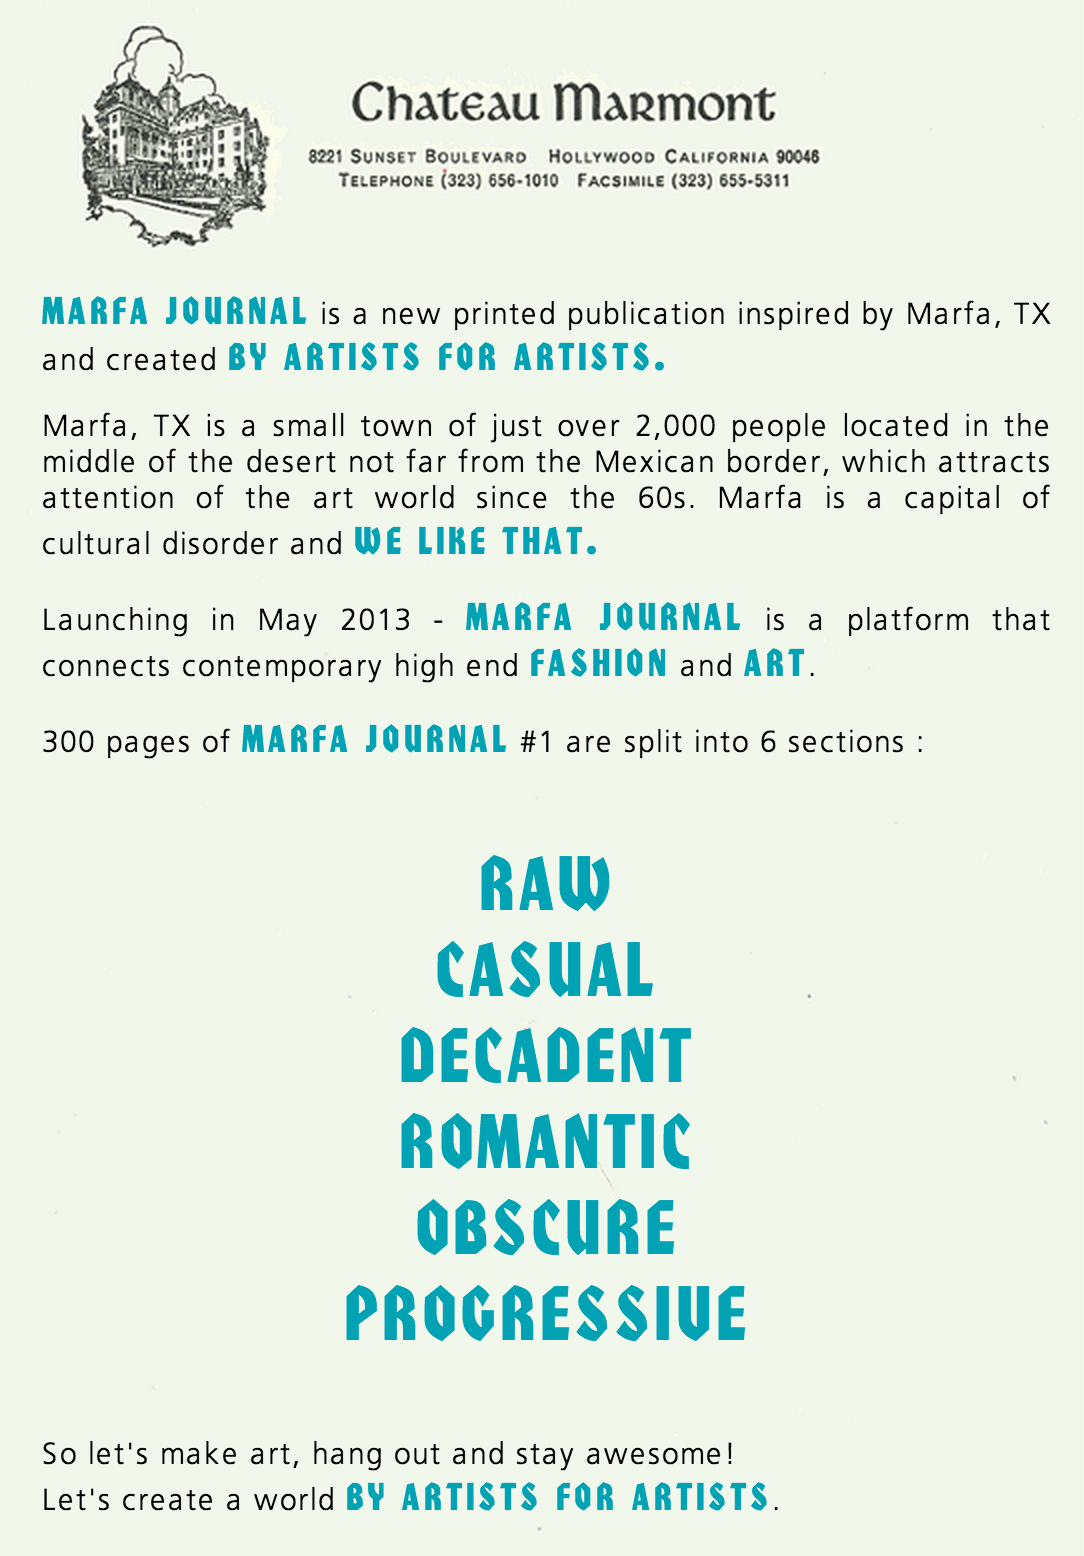 Chateau Marmont
8221 Sunset Boulevard Hollywood California 90046
Telephone (323) 656-1010 Facsimile (323) 655-5311
MARFA JOURNAL is a new printed publication inspired by Marfa, TX
and created BY ARTISTS FOR ARTISTS.
Marfa, TX is a small town of just over 2,000 people located in the
middle of the desert not far from the Mexican border, which attracts
attention of the art world since the 60s. Marfa is a capital of
cultural disorder and WE LIKE THAT.
Launching in May 2013 - MARFA JOURNAL is a platform that
connects contemporary high end FASHION and ART.
300 pages of MARFA JOURNAL #1 are split into 6 sections :
RAW
CASUAL
DECADENT
ROMANTIC
OBSCURE
PROGRESSIVE
So let's make art, hang out and stay awesome!
Let's create a world BY ARTISTS FOR ARTISTS.